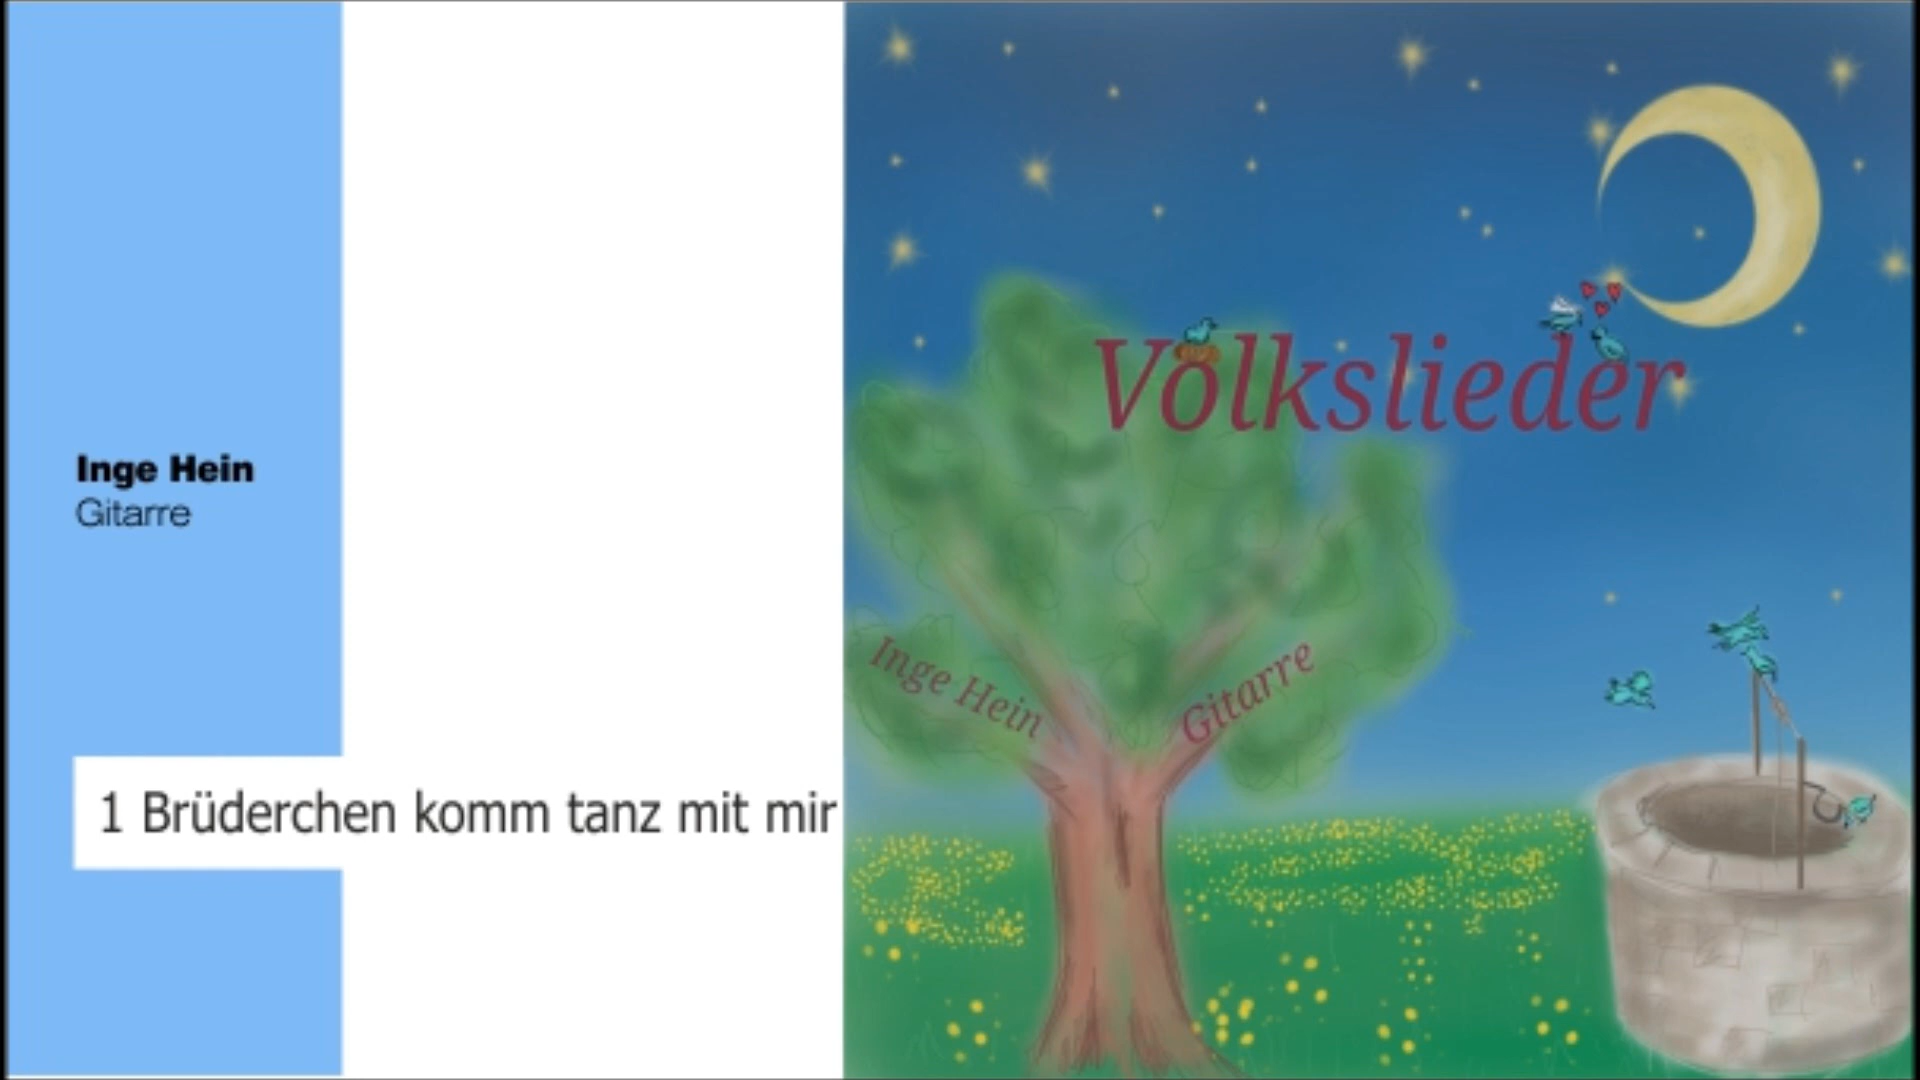 Inge Hein
Gitarre
1 Brüderchen komm tanz mit mir
Volkslieder
Inge Hein
Gitarre